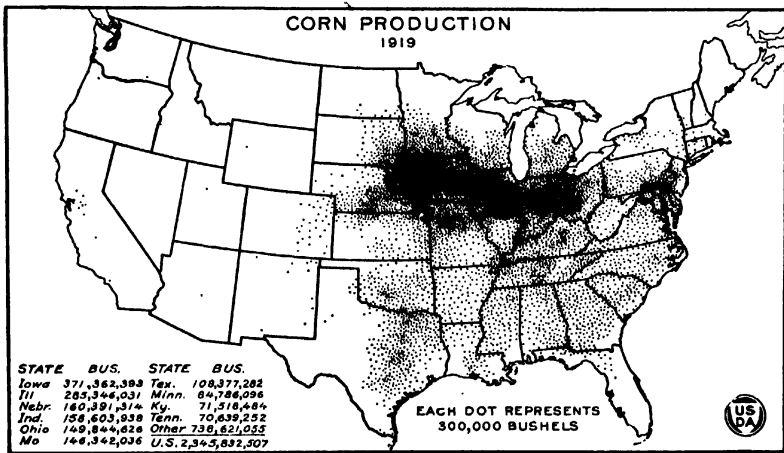 CORN PRODUCTION
1919
STATE BUS. STATE BUS.
Iowa 371,362,393 Tex. 108,377,282
Ill 285,346,031 Minn. 84,786,096
Nebr. 160,391,314 Ky. 71,518,484
Ind. 158,603,938 Tenn. 70,639,252
Ohio 149,844,626 Other 738,621,055
Mo 146,342,036 U.S. 2,345,832,507
EACH DOT REPRESENTS
300,000 BUSHELS
US
DA